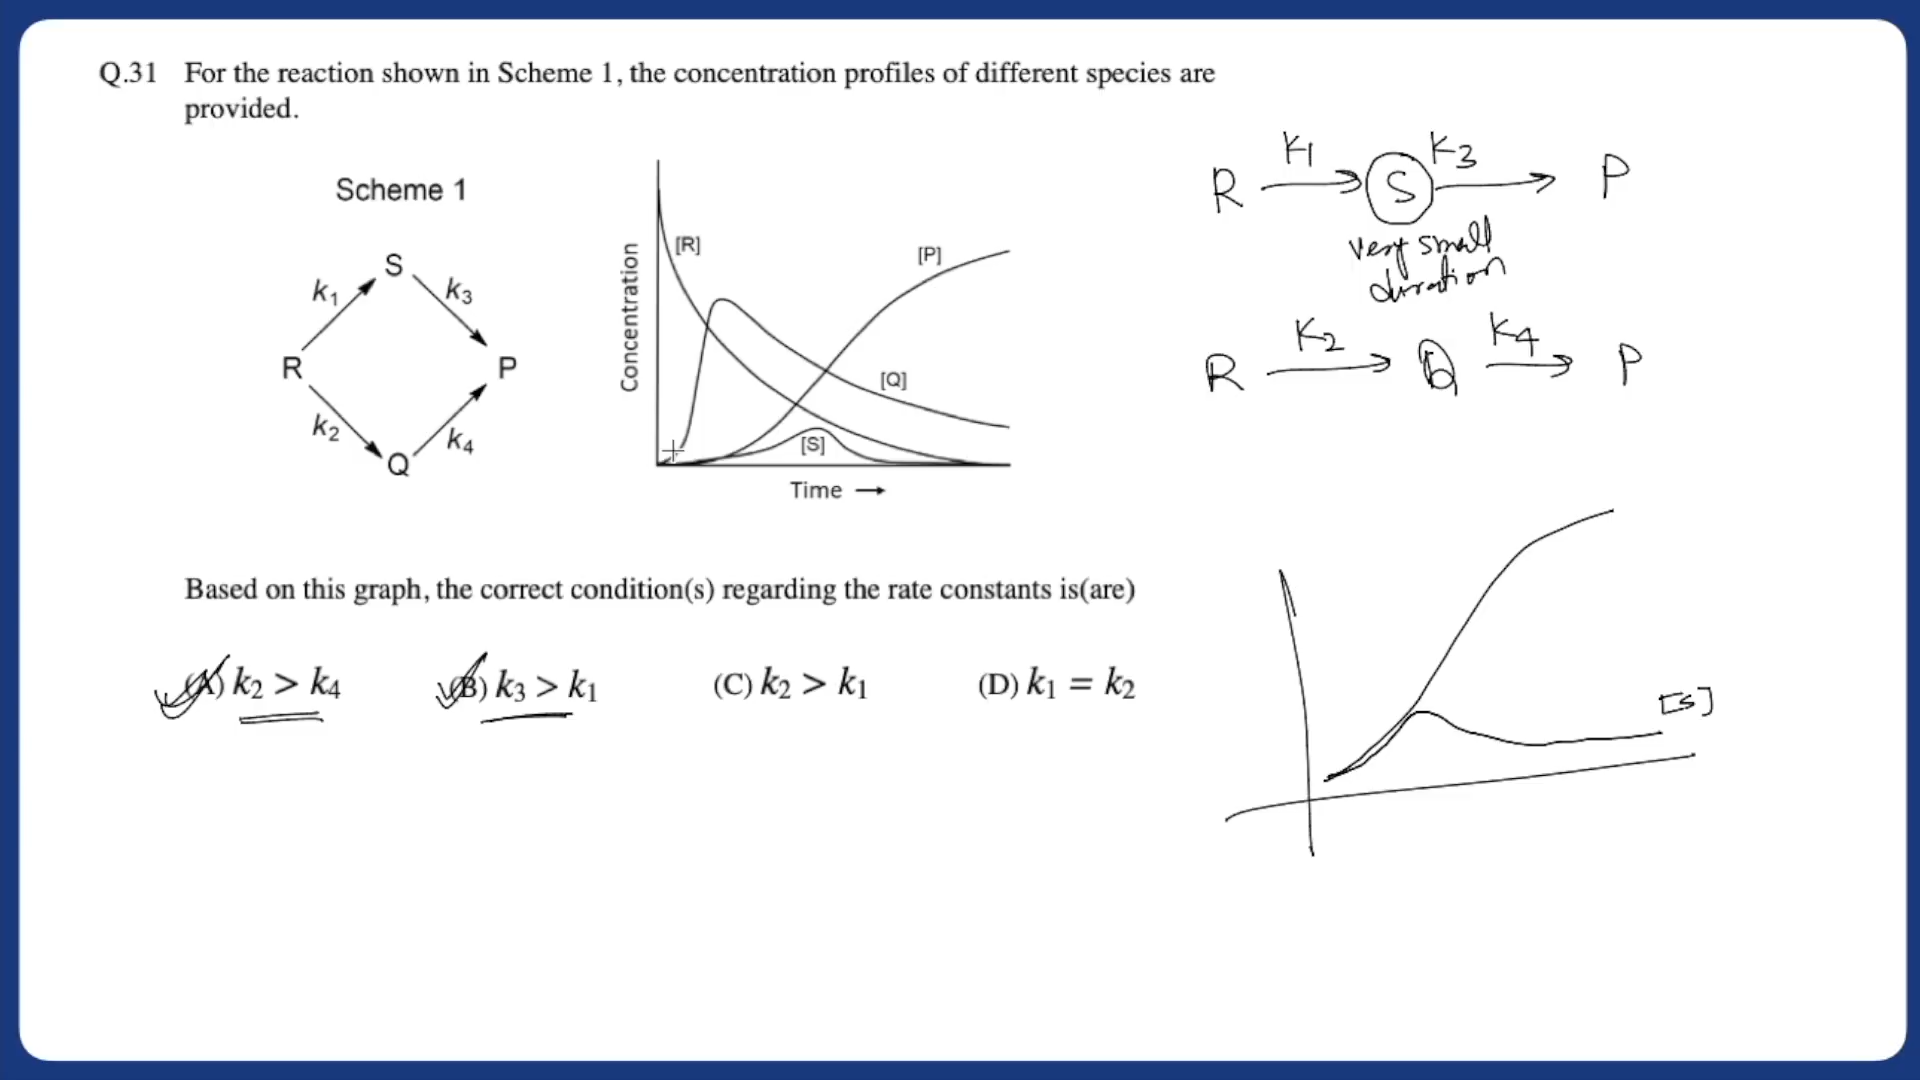 Q.31 For the reaction shown in Scheme 1, the concentration profiles of different species are
provided.
Scheme 1
S
k1
k3
R
P
k2
k4
Q
Concentration
[R]
[P]
[Q]
[S]
Time →
R K1 → S K3 → P
very small
duration
R K2 → Q K4 → P
Based on this graph, the correct condition(s) regarding the rate constants is(are)
(A) k2 > k4 (B) k3 > k1 (C) k2 > k1 (D) k1 = k2
[S]